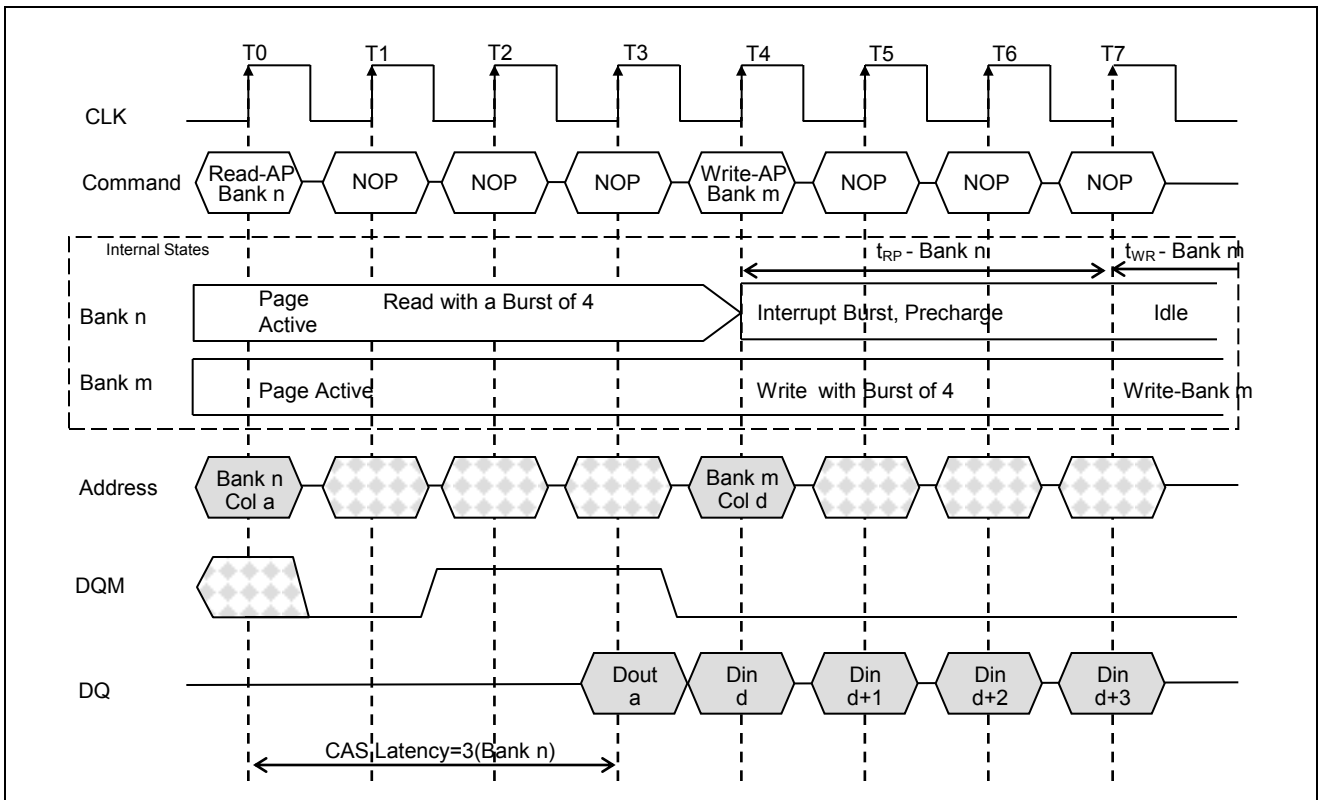 T0 T1 T2 T3 T4 T5 T6 T7
CLK
Command
Read-AP
Bank n
NOP
NOP
NOP
Write-AP
Bank m
NOP
NOP
NOP
Internal States
tRP - Bank n
tWR - Bank m
Bank n
Page
Active
Read with a Burst of 4
Interrupt Burst, Precharge
Idle
Bank m
Page Active
Write with Burst of 4
Write-Bank m
Address
Bank n
Col a
Bank m
Col d
DQM
DQ
Dout
a
Din
d
Din
d+1
Din
d+2
Din
d+3
CAS Latency=3(Bank n)